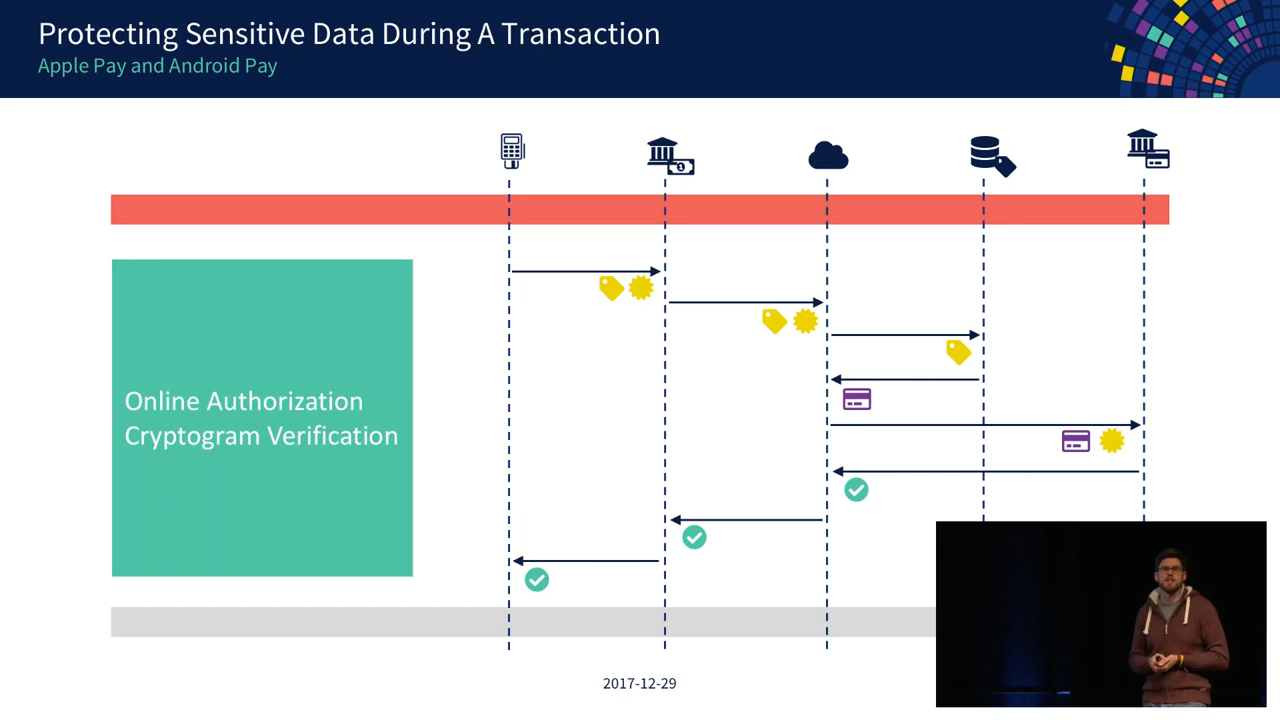 Protecting Sensitive Data During A Transaction
Apple Pay and Android Pay
Online Authorization
Cryptogram Verification
2017-12-29